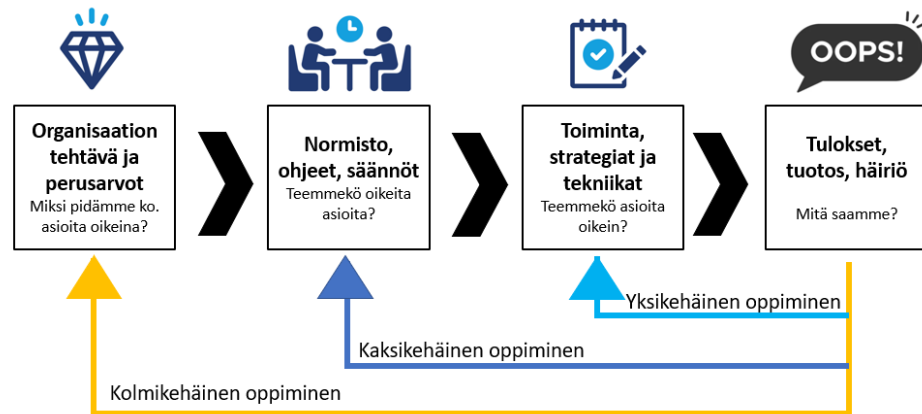 OOPS!
Organisaation
tehtävä ja
perusarvot
Miksi pidämme ko.
asioita oikeina?
Normisto,
ohjeet, säännöt
Teemmekö oikeita
asioita?
Toiminta,
strategiat ja
tekniikat
Teemmekö asioita
oikein?
Tulokset,
tuotos, häiriö
Mitä saamme?
Yksikehäinen oppiminen
Kaksikehäinen oppiminen
Kolmikehäinen oppiminen